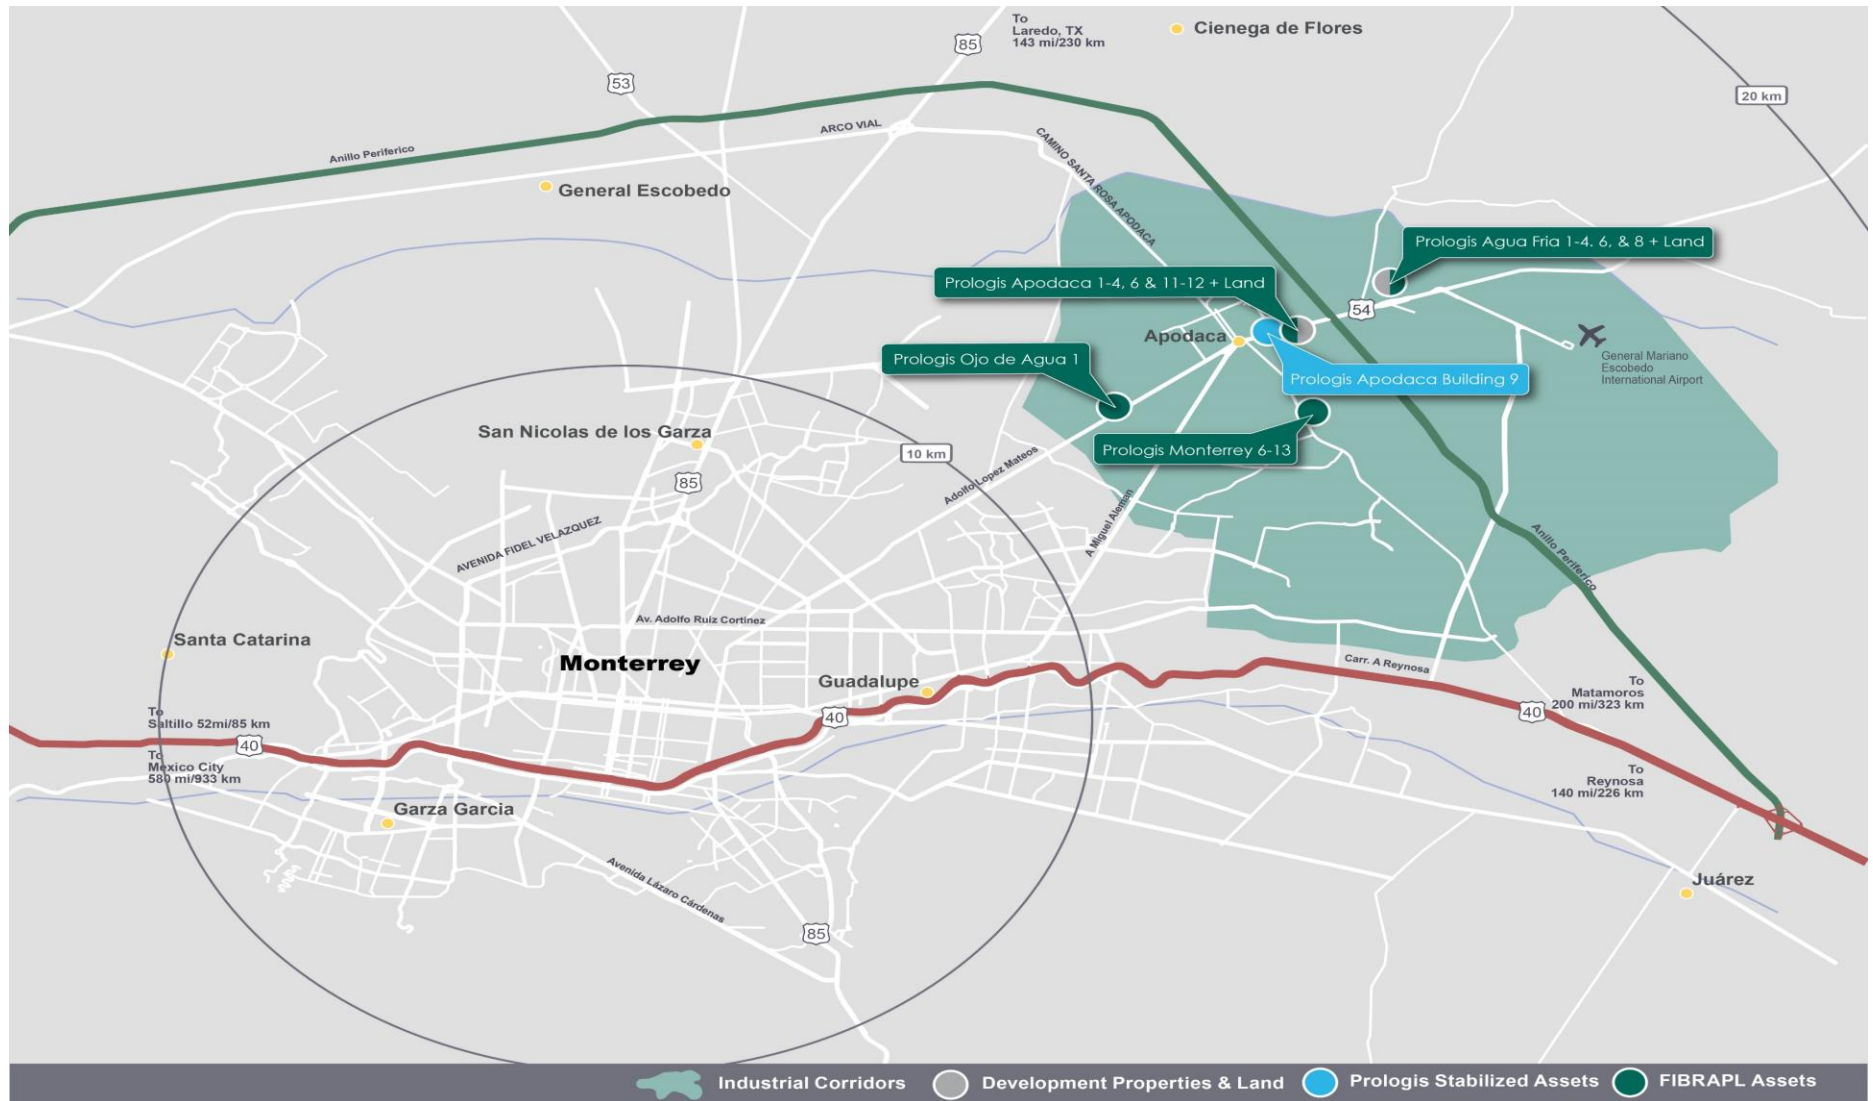 To
Laredo, TX
143 mi/230 km
Cienega de Flores
85
53
20 km
ARCO VIAL
Anillo Periferico
CAMINO SANTA ROSA APODACA
General Escobedo
Prologis Agua Fria 1-4. 6, & 8 + Land
Prologis Apodaca 1-4, 6 & 11-12 + Land
54
Apodaca
General Mariano
Escobedo
International Airport
Prologis Ojo de Agua 1
Prologis Apodaca Building 9
San Nicolas de los Garza
10 km
Prologis Monterrey 6-13
Adolfo Lopez Mateos
85
A Miguel Aleman
AVENIDA FIDEL VELAZQUEZ
Anillo Periferico
Av. Adolfo Ruiz Cortinez
Santa Catarina
Monterrey
Guadalupe
Carr. A Reynosa
To
Matamoros
200 mi/323 km
To
Saltillo 52mi/85 km
40
40
40
To
Mexico City
580 mi/933 km
To
Reynosa
140 mi/226 km
Garza Garcia
Avenida Lázaro Cárdenas
Juárez
85
Industrial Corridors
Development Properties & Land
Prologis Stabilized Assets
FIBRAPL Assets